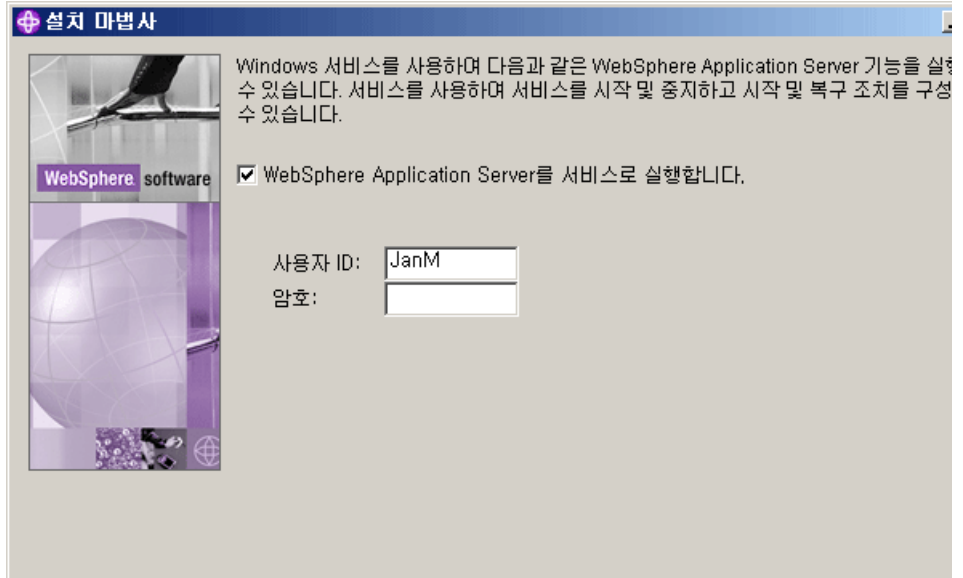 설치 마법사
Windows 서비스를 사용하여 다음과 같은 WebSphere Application Server 기능을
수 있습니다. 서비스를 사용하여 서비스를 시작 및 중지하고 시작 및 복구 조치를 구성
수 있습니다.
WebSphere software
WebSphere Application Server를 서비스로 실행합니다.
사용자 ID: JanM
암호: